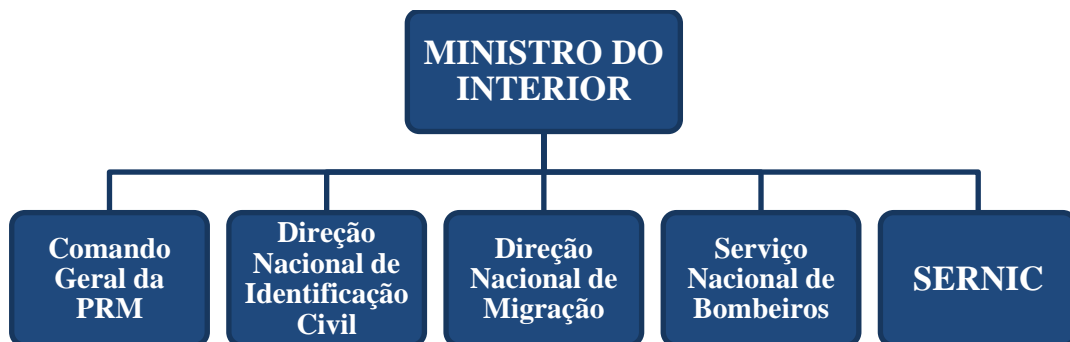 MINISTRO DO
INTERIOR
Comando
Geral da
PRM
Direção
Nacional de
Identificação
Civil
Direção
Nacional de
Migração
Serviço
Nacional de
Bombeiros
SERNIC